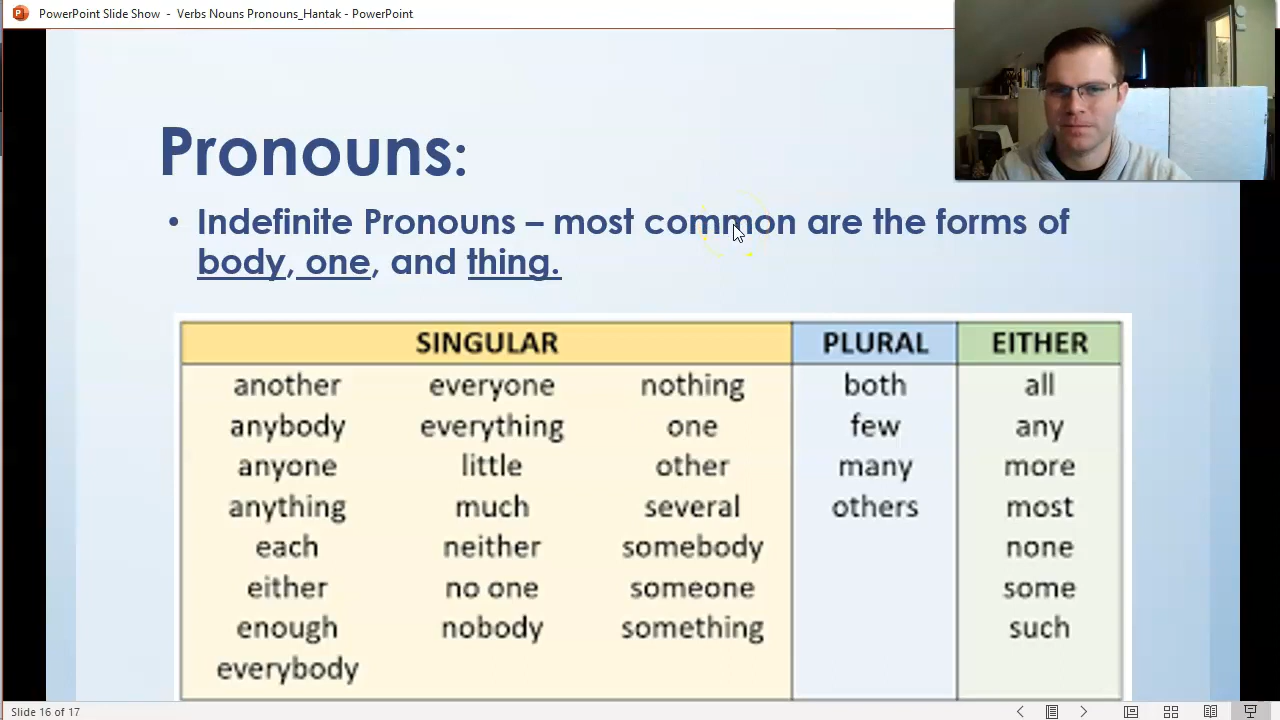 PowerPoint Slide Show - Verbs Nouns Pronouns_Hantak - PowerPoint
Pronouns:
• Indefinite Pronouns – most common are the forms of
body, one, and thing.
SINGULAR PLURAL EITHER
another everyone nothing both all
anybody everything one few any
anyone little other many more
anything much several others most
each neither somebody none
either no one someone some
enough nobody something such
everybody
Slide 16 of 17